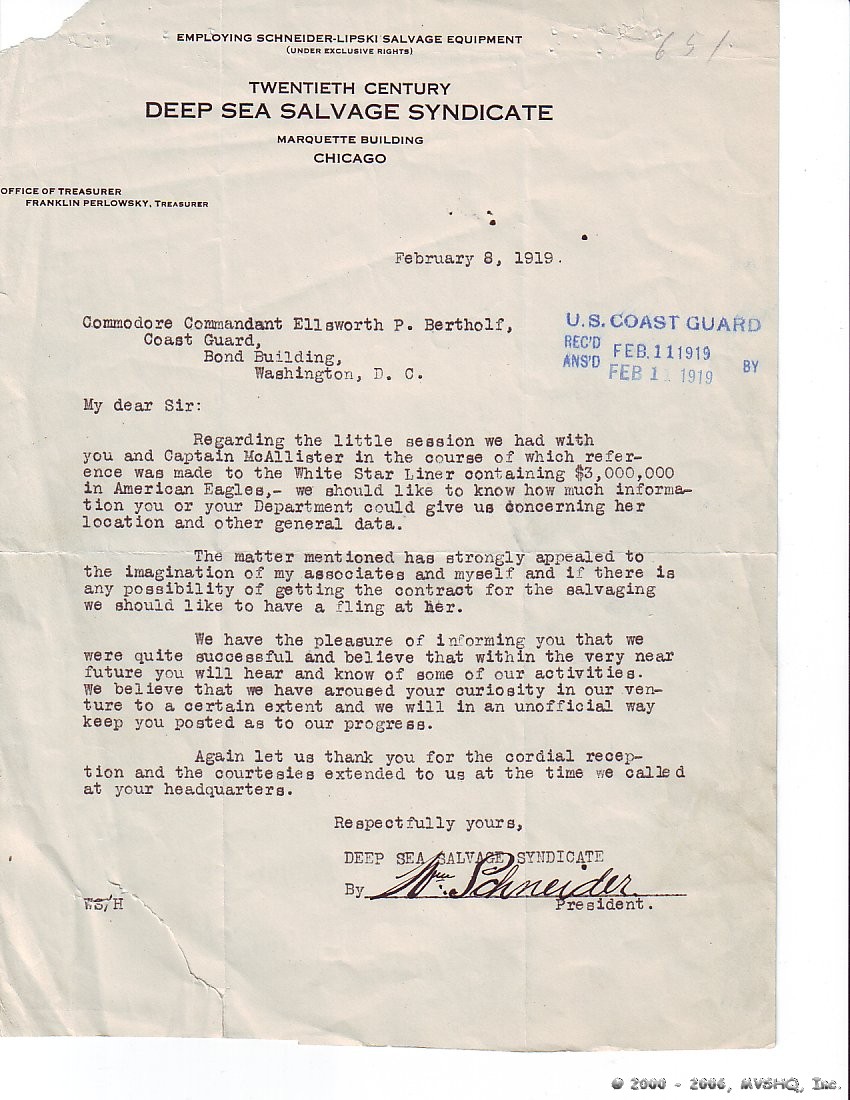 EMPLOYING SCHNEIDER-LIPSKI SALVAGE EQUIPMENT
(UNDER EXCLUSIVE RIGHTS)
651.
TWENTIETH CENTURY
DEEP SEA SALVAGE SYNDICATE
MARQUETTE BUILDING
CHICAGO
OFFICE OF TREASURER
FRANKLIN PERLOWSKY, TREASURER
February 8, 1919.
Commodore Commandant Ellsworth P. Bertholf,
Coast Guard,
Bond Building,
Washington, D. C.
U.S. COAST GUARD
REC'D FEB. 11 1919
ANS'D FEB 1 1919 BY
My dear Sir:
Regarding the little session we had with
you and Captain McAllister in the course of which refer-
ence was made to the White Star Liner containing $3,000,000
in American Eagles,- we should like to know how much informa-
tion you or your Department could give us concerning her
location and other general data.
The matter mentioned has strongly appealed to
the imagination of my associates and myself and if there is
any possibility of getting the contract for the salvaging
we should like to have a fling at her.
We have the pleasure of informing you that we
were quite successful and believe that within the very near
future you will hear and know of some of our activities.
We believe that we have aroused your curiosity in our ven-
ture to a certain extent and we will in an unofficial way
keep you posted as to our progress.
Again let us thank you for the cordial recep-
tion and the courtesies extended to us at the time we called
at your headquarters.
Respectfully yours,
DEEP SEA SALVAGE SYNDICATE
By Wm. Schneider.
President.
WS/H
© 2000 - 2006, MVSHQ, Inc.